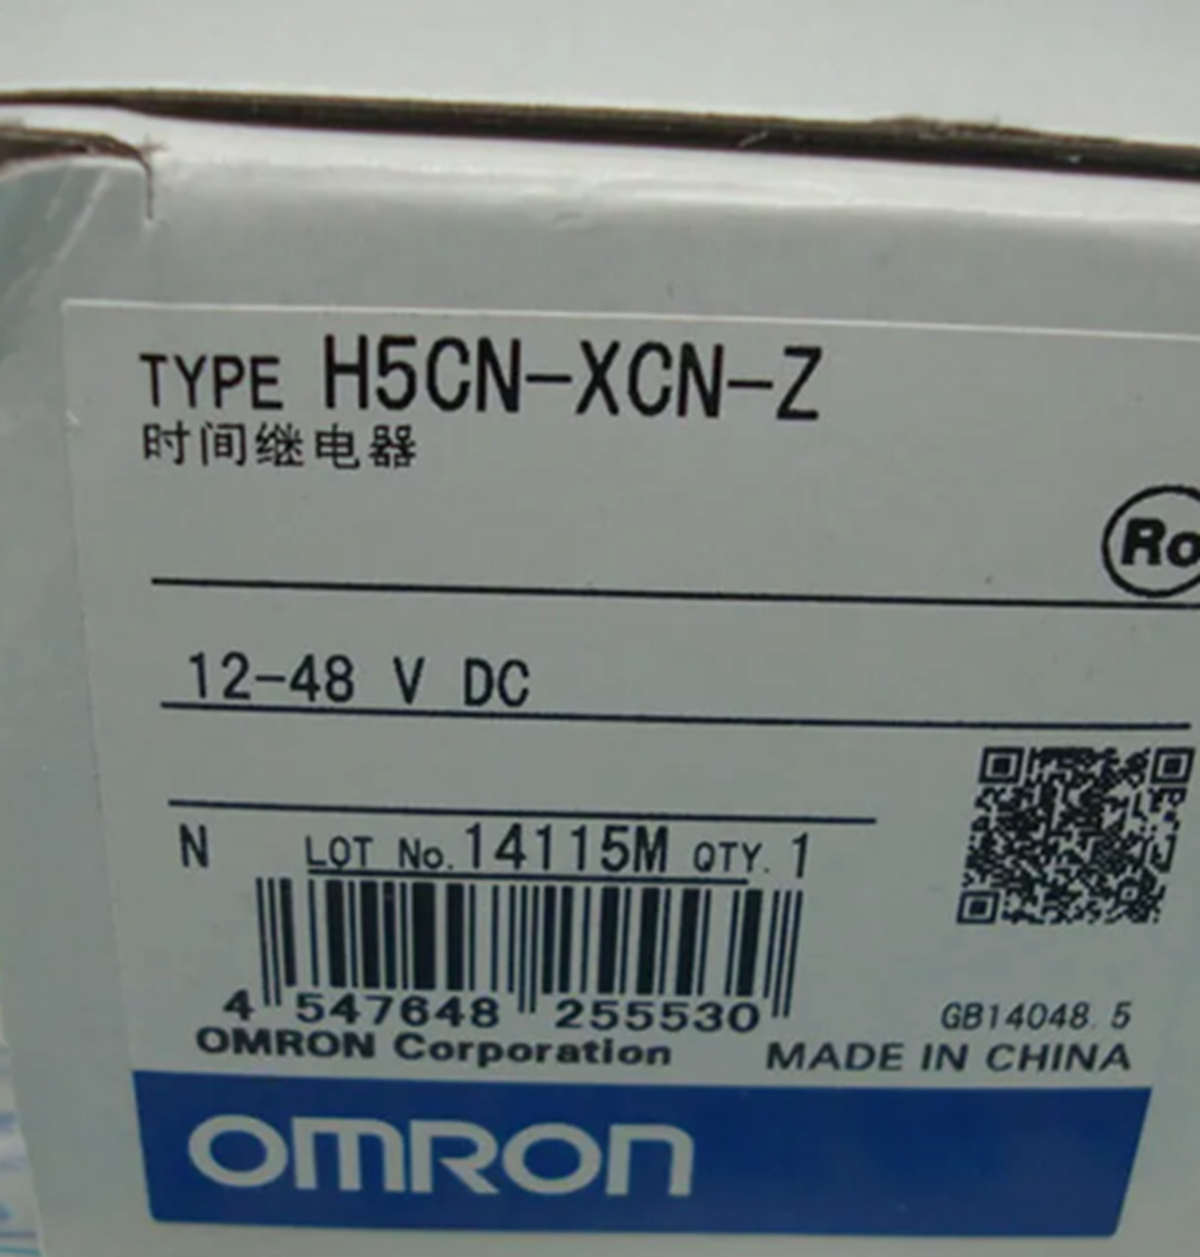 TYPE H5CN-XCN-Z
时间继电器
Ro
12-48 V DC
N LOT No. 14115M QTY. 1
4 547648 255530
GB14048.5
OMRON Corporation MADE IN CHINA
OMRON